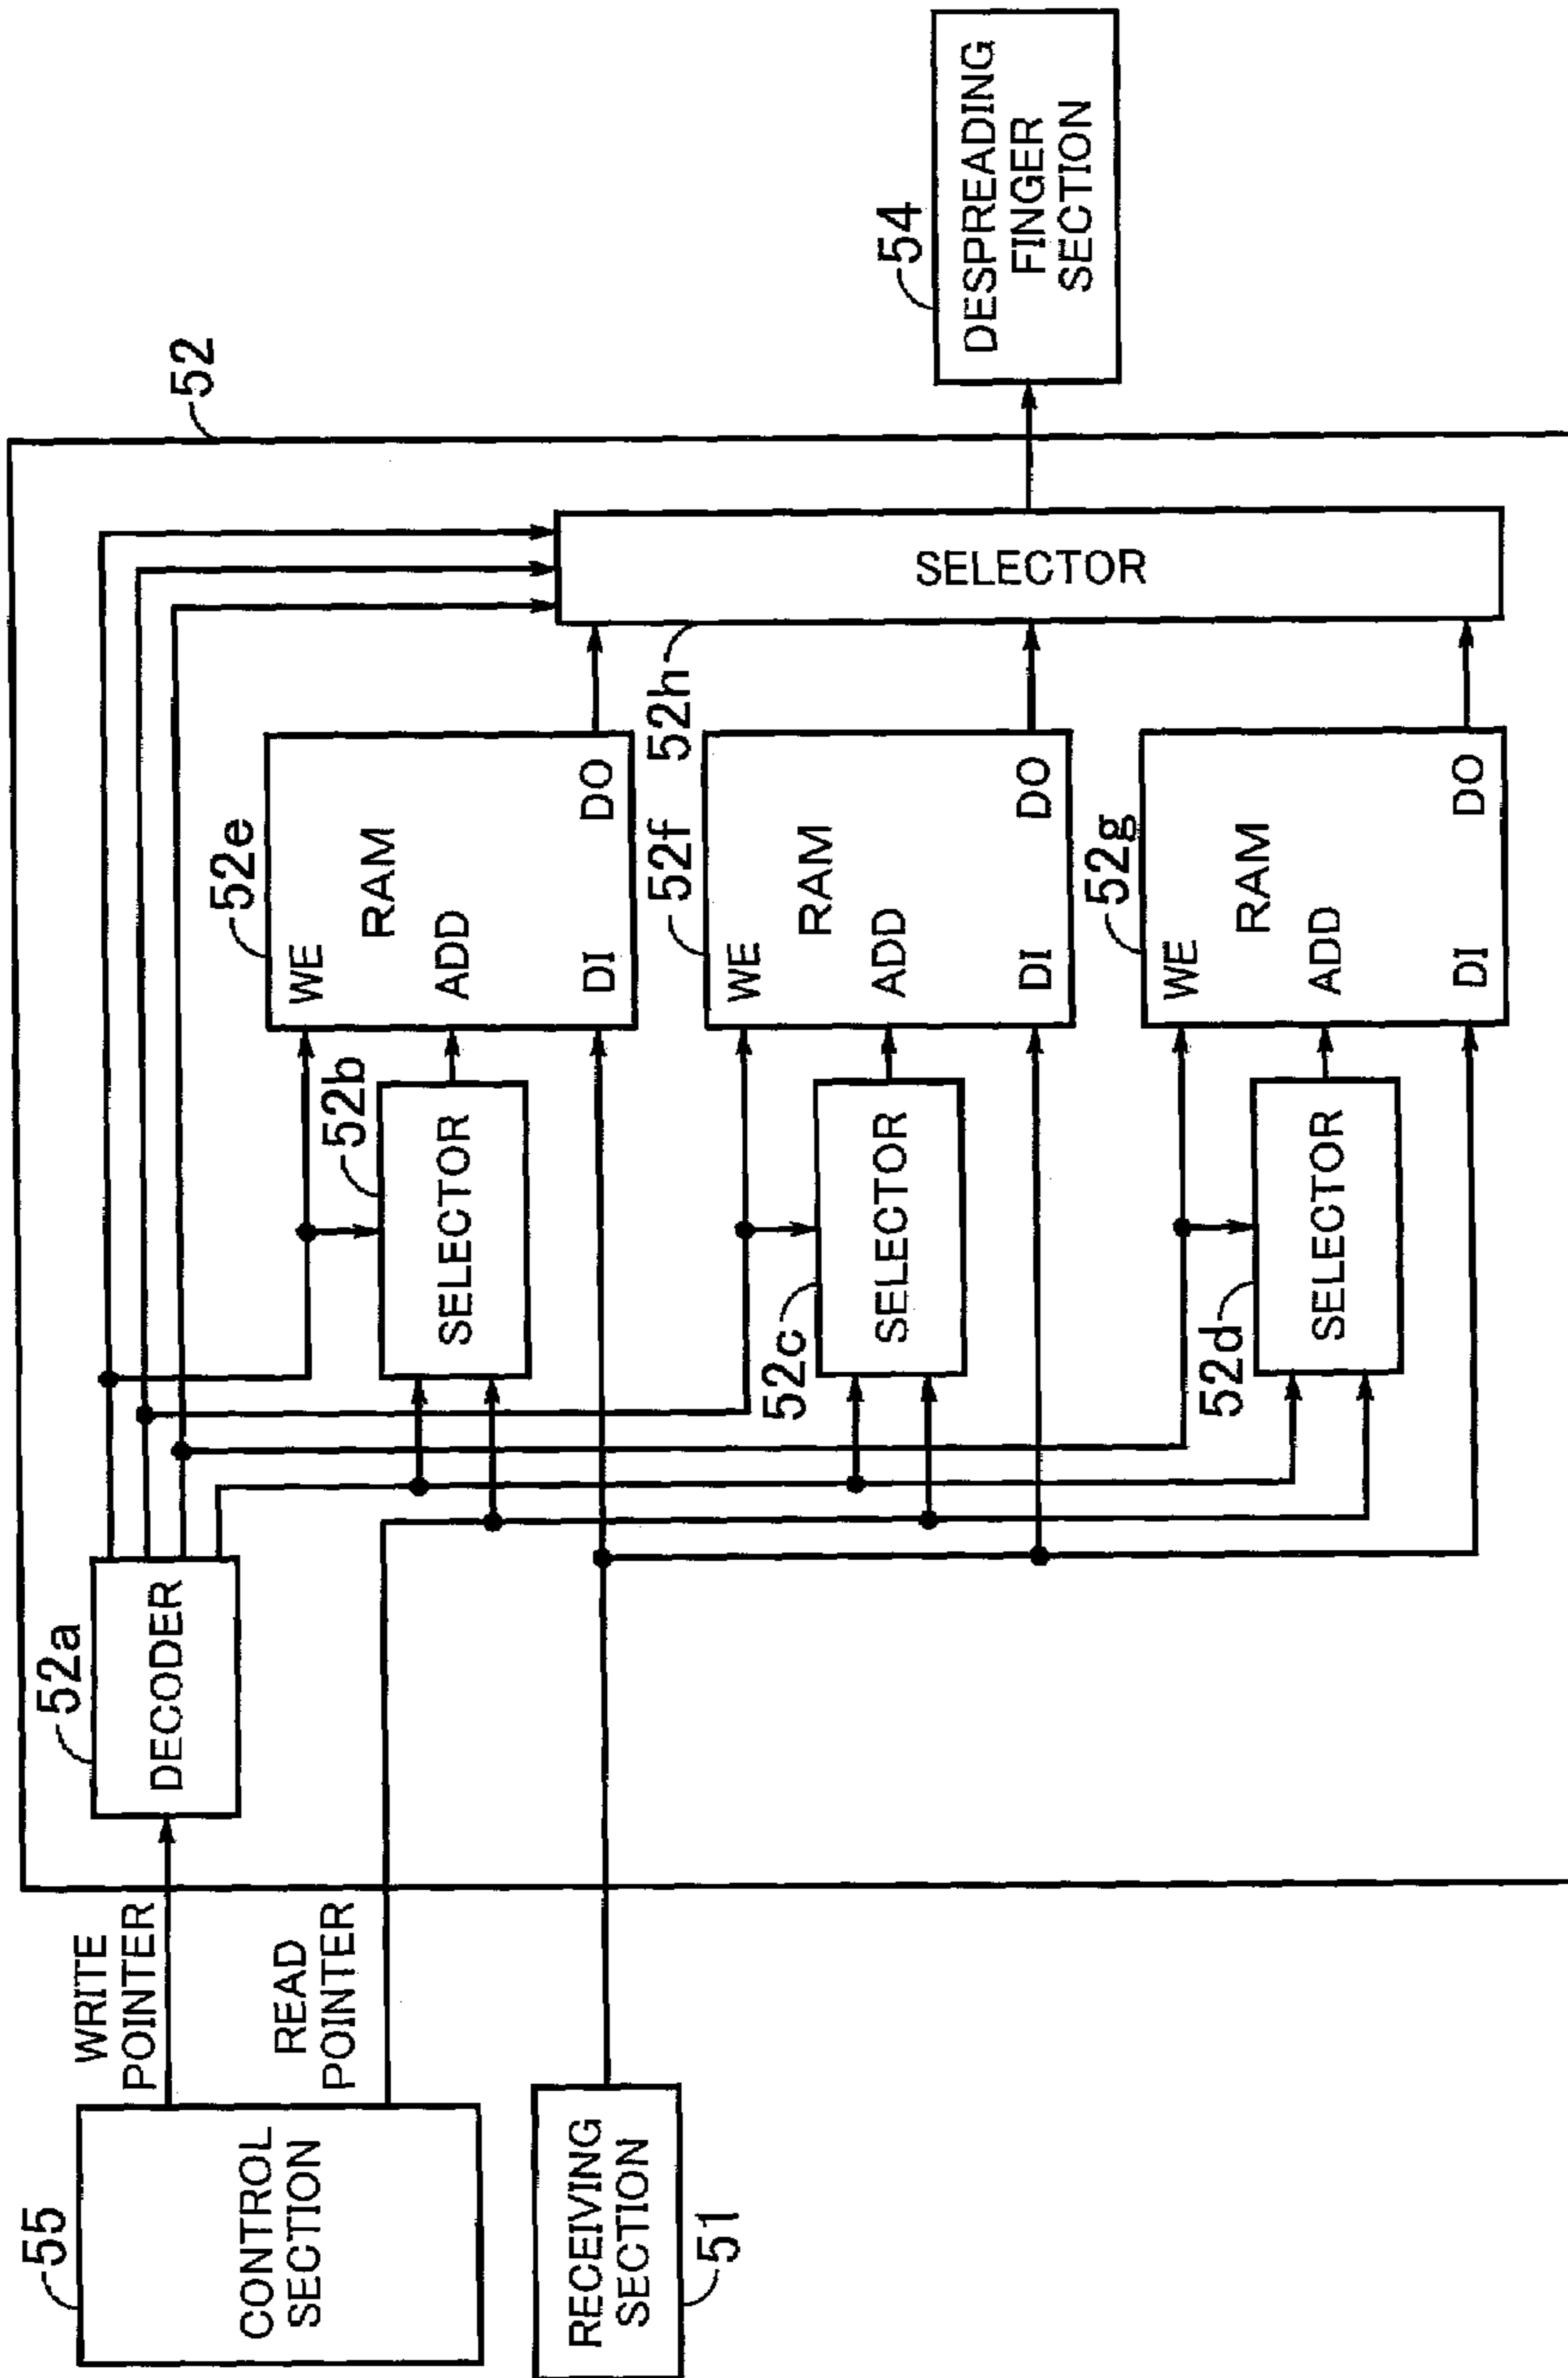 52
52a
DECODER
WRITE
POINTER
READ
POINTER
55
CONTROL
SECTION
RECEIVING
SECTION
51
52b
SELECTOR
52e
WE
RAM
ADD
DI
DO
52c
SELECTOR
52f
WE
RAM
ADD
DI
DO
52d
SELECTOR
52g
WE
RAM
ADD
DI
DO
52h
SELECTOR
54
DESPREADING
FINGER
SECTION